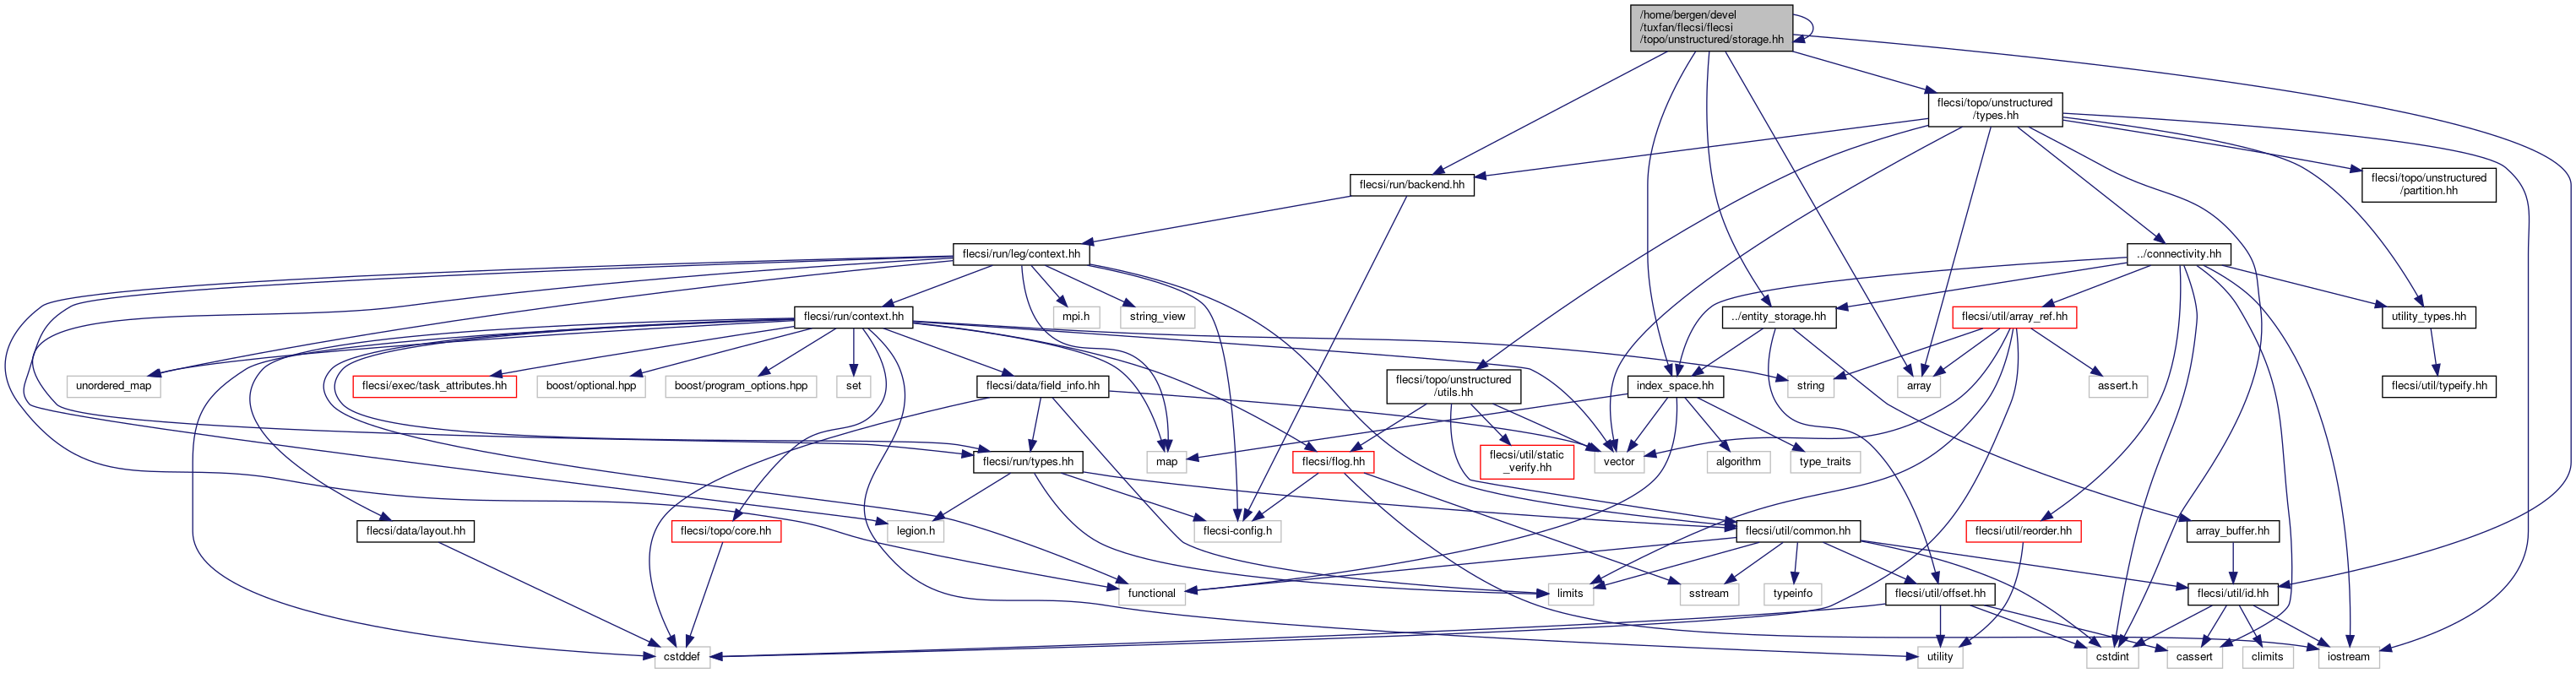 /home/bergen/devel
/tuxfan/flecsi/flecsi
/topo/unstructured/storage.hh
flecsi/topo/unstructured
/types.hh
flecsi/run/backend.hh
flecsi/topo/unstructured
/partition.hh
flecsi/run/leg/context.hh
../connectivity.hh
flecsi/run/context.hh
mpi.h
string_view
../entity_storage.hh
flecsi/util/array_ref.hh
utility_types.hh
unordered_map
flecsi/exec/task_attributes.hh
boost/optional.hpp
boost/program_options.hpp
set
flecsi/data/field_info.hh
string
flecsi/topo/unstructured
/utils.hh
index_space.hh
array
assert.h
flecsi/util/typeify.hh
flecsi/run/types.hh
map
flecsi/flog.hh
flecsi/util/static
_verify.hh
vector
algorithm
type_traits
flecsi/data/layout.hh
flecsi/topo/core.hh
legion.h
flecsi-config.h
flecsi/util/common.hh
flecsi/util/reorder.hh
array_buffer.hh
functional
limits
sstream
typeinfo
flecsi/util/offset.hh
flecsi/util/id.hh
cstddef
utility
cstdint
cassert
climits
iostream